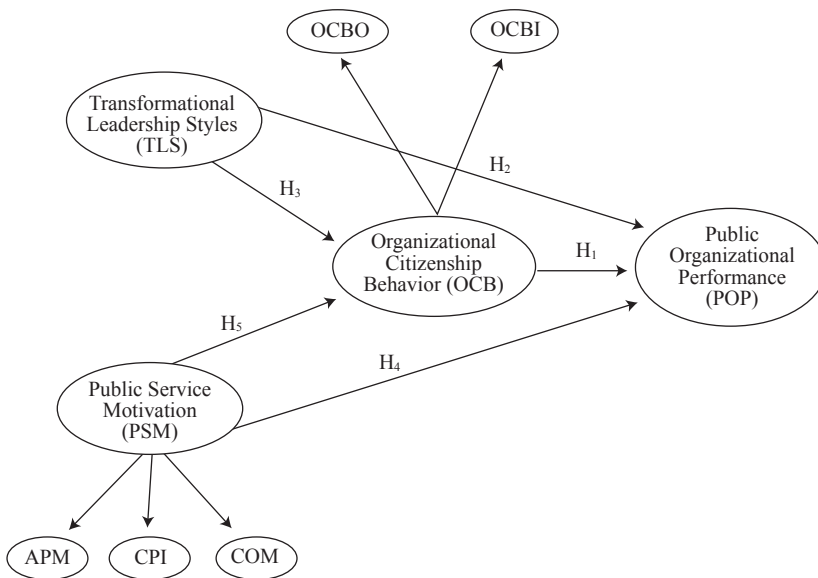 OCBO
OCBI
Transformational
Leadership Styles
(TLS)
H₂
H₃
Organizational
Citizenship
Behavior (OCB)
H₁
Public
Organizational
Performance
(POP)
H₅
H₄
Public Service
Motivation
(PSM)
APM
CPI
COM